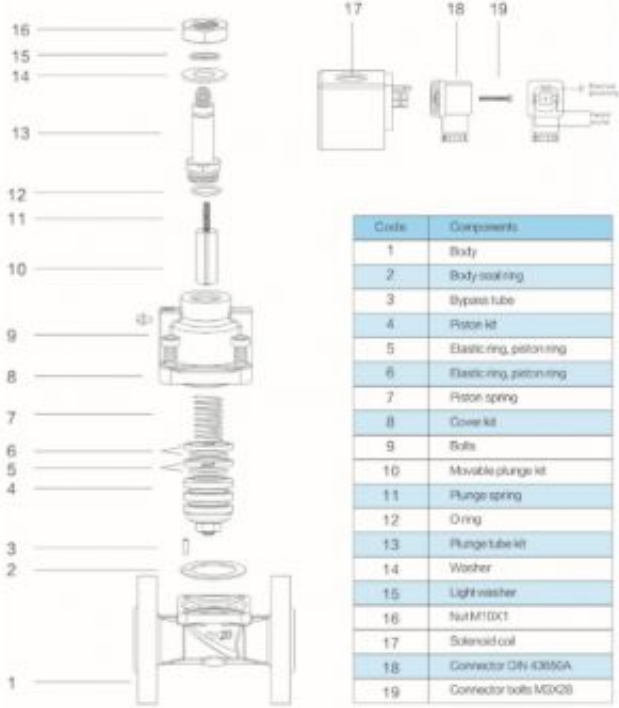 17 18 19
16
15
14
13
12
11
10
9
8
7
6
5
4
3
2
1
20
Code Components
1 Body
2 Body seal ring
3 Bypass tube
4 Piston kit
5 Elastic ring, piston ring
6 Elastic ring, piston ring
7 Piston spring
8 Cover kit
9 Bolts
10 Movable plunge kit
11 Plunge spring
12 O ring
13 Plunge tube kit
14 Washer
15 Light washer
16 Nut M10X1
17 Solenoid coil
18 Connector DIN 43650A
19 Connector bolts M3X28